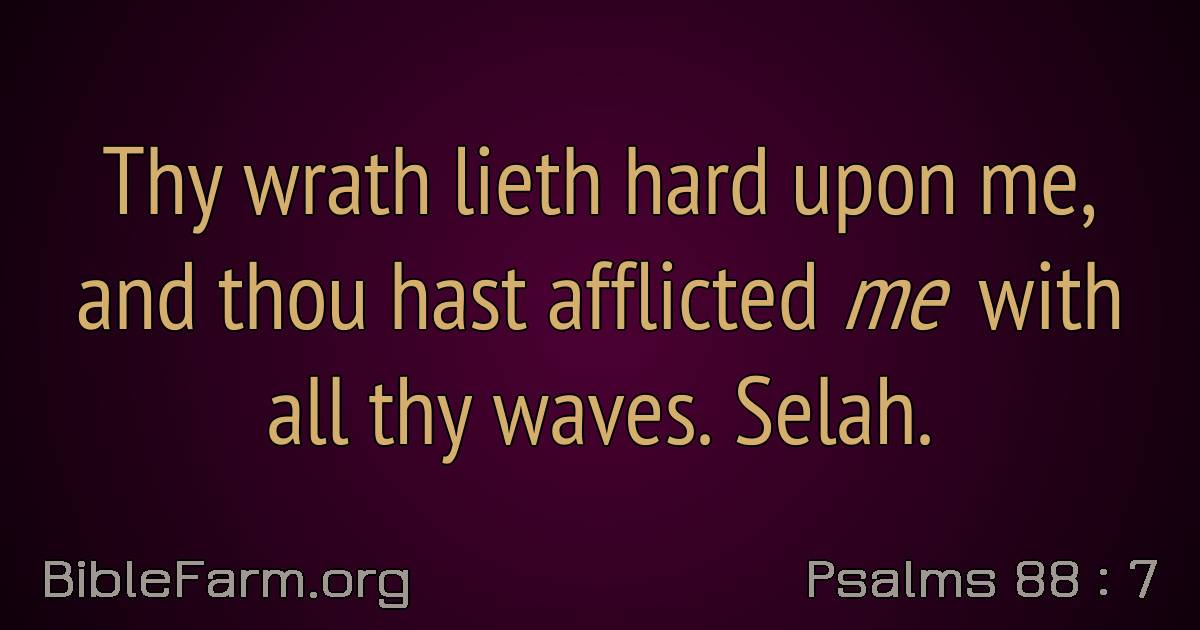 Thy wrath lieth hard upon me,
and thou hast afflicted me with
all thy waves. Selah.
BibleFarm.org
Psalms 88 : 7